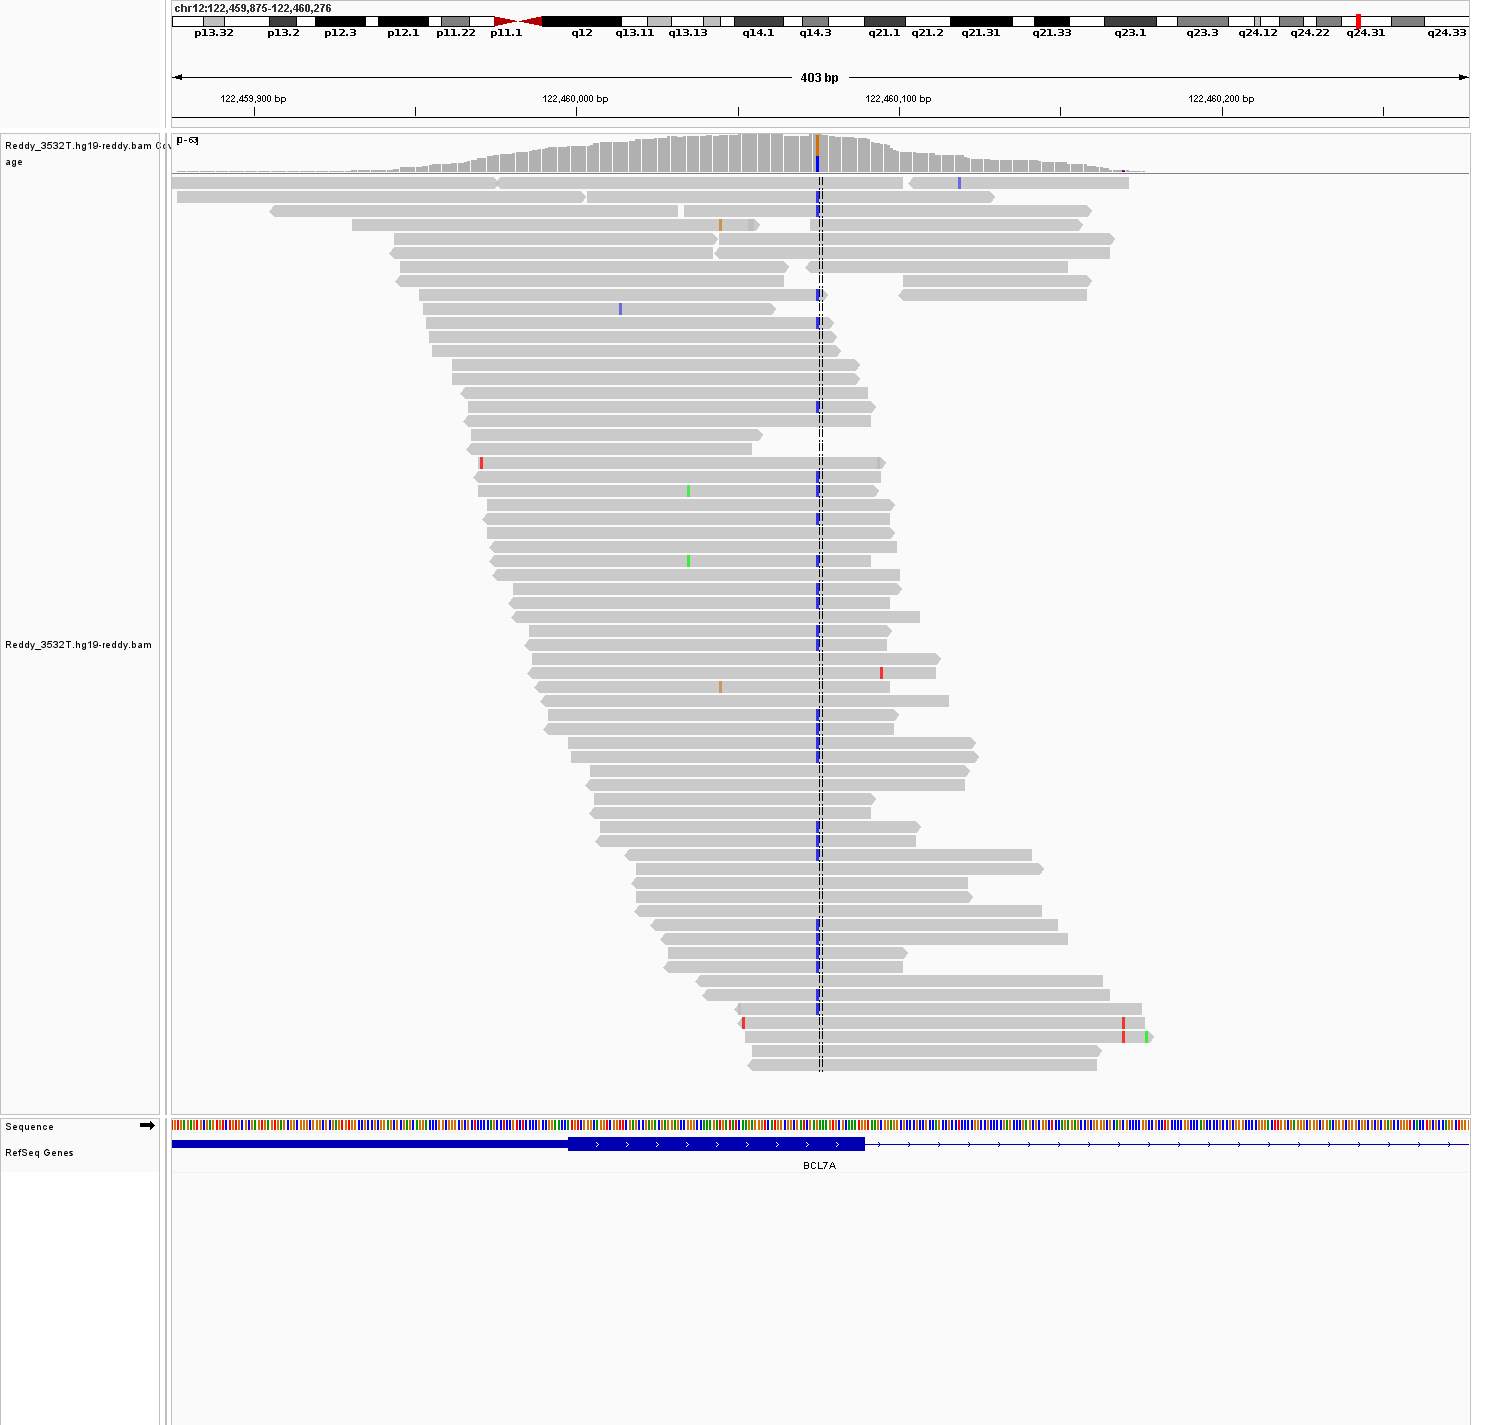 chr12:122,459,875-122,460,276
p13.32 p13.2 p12.3 p12.1 p11.22 p11.1 q12 q13.11 q13.13 q14.1 q14.3 q21.1 q21.2 q21.31 q21.33 q23.1 q23.3 q24.12 q24.22 q24.31 q24.33
403 bp
122,459,900 bp 122,460,000 bp 122,460,100 bp 122,460,200 bp
Reddy_3532T.hg19-reddy.bam Cov
age
[0-63]
Reddy_3532T.hg19-reddy.bam
Sequence
RefSeq Genes
BCL7A